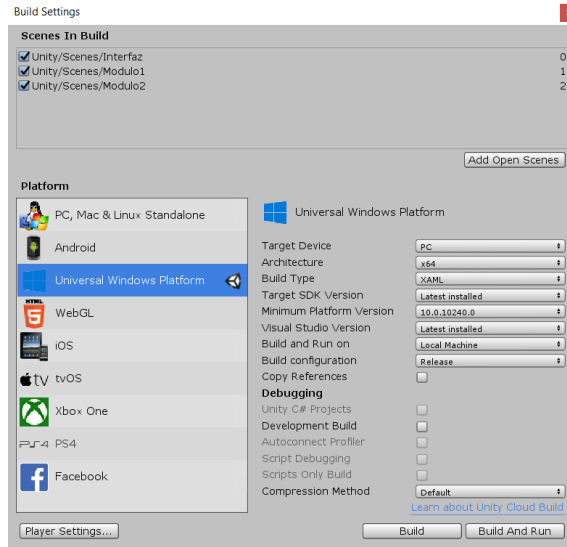 Build Settings
Scenes In Build
Unity/Scenes/Interfaz 0
Unity/Scenes/Modulo1 1
Unity/Scenes/Modulo2 2
Add Open Scenes
Platform
PC, Mac & Linux Standalone
Android
Universal Windows Platform
HTML
5
WebGL
iOS
tv tvOS
Xbox One
PS4 PS4
f Facebook
Universal Windows Platform
Target Device PC
Architecture x64
Build Type XAML
Target SDK Version Latest installed
Minimum Platform Version 10.0.10240.0
Visual Studio Version Latest installed
Build and Run on Local Machine
Build configuration Release
Copy References
Debugging
Unity C# Projects
Development Build
Autoconnect Profiler
Script Debugging
Scripts Only Build
Compression Method Default
Learn about Unity Cloud Build
Player Settings...
Build
Build And Run